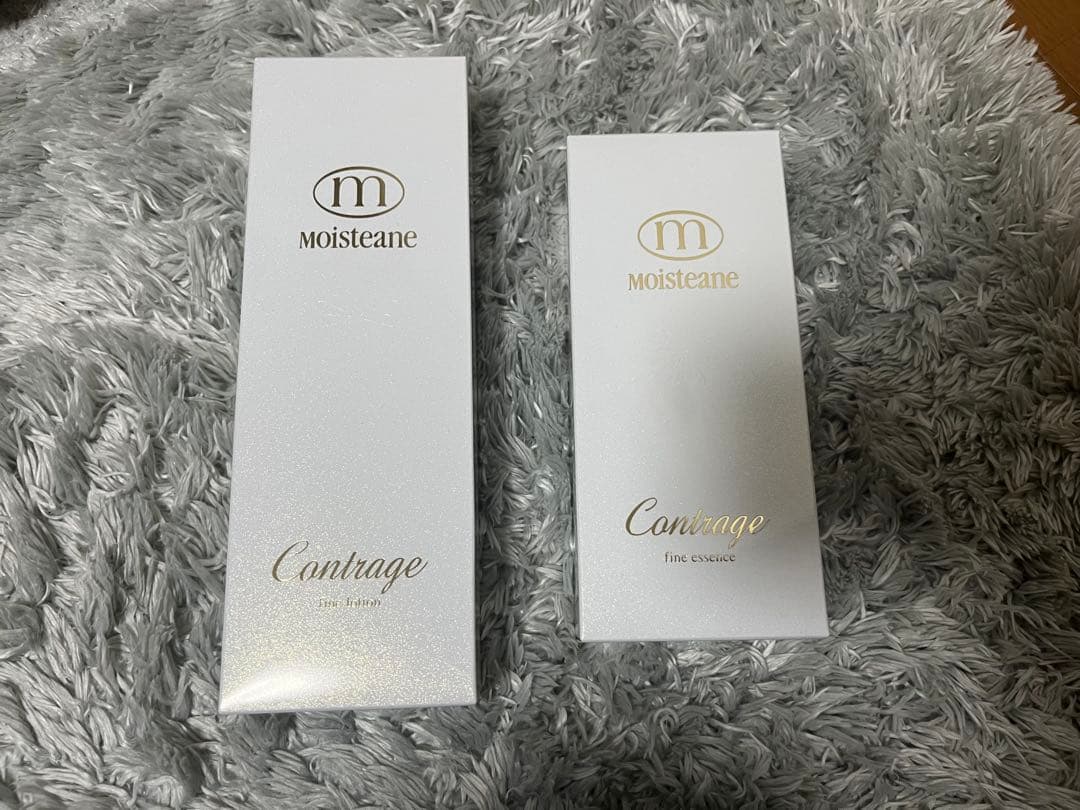 m
Moisteane
Contrage
fine lotion
m
Moisteane
Contrage
fine essence